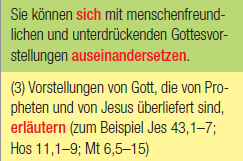 Sie können sich mit menschenfreund-
lichen und unterdrückenden Gottesvor-
stellungen auseinandersetzen.
(3) Vorstellungen von Gott, die von Pro-
pheten und von Jesus überliefert sind,
erläutern (zum Beispiel Jes 43,1–7;
Hos 11,1–9; Mt 6,5–15)